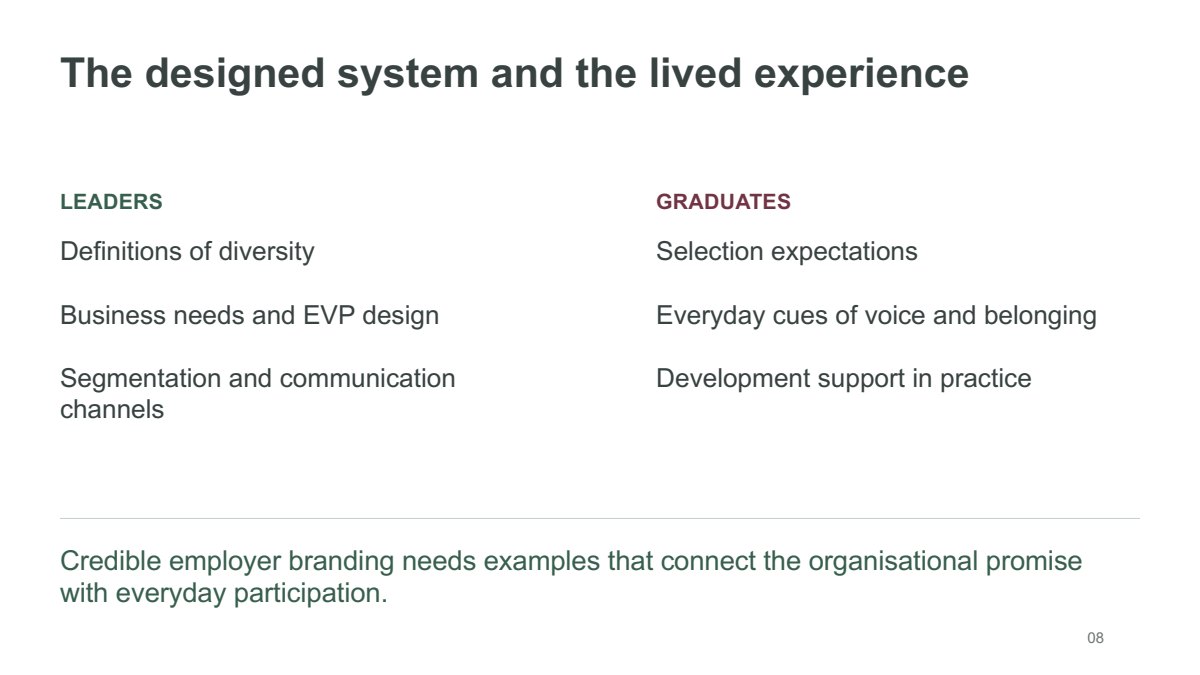 The designed system and the lived experience
LEADERS
Definitions of diversity
Business needs and EVP design
Segmentation and communication
channels
GRADUATES
Selection expectations
Everyday cues of voice and belonging
Development support in practice
Credible employer branding needs examples that connect the organisational promise
with everyday participation.
08